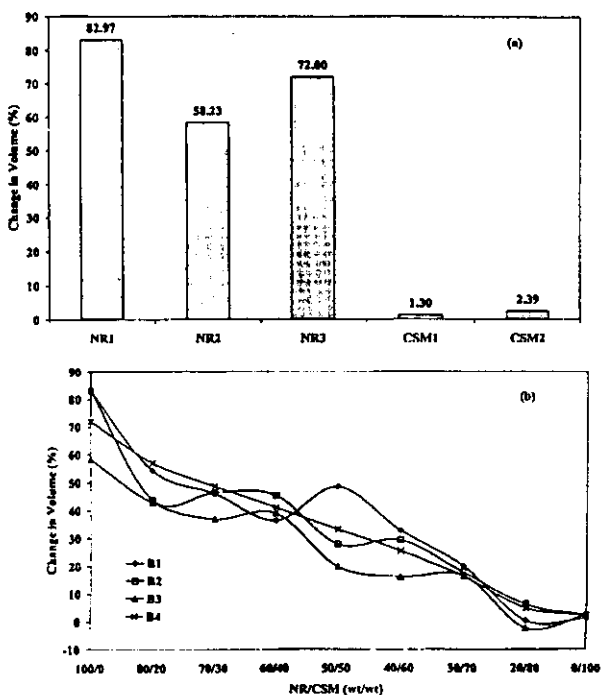 (a)
90
80
70
60
50
40
30
20
10
0
Change in Volume (%)
82.97
58.23
72.00
1.30
2.39
NR1
NR2
NR3
CSM1
CSM2
(b)
90
80
70
60
50
40
30
20
10
0
-10
Change in Volume (%)
B1
B2
B3
B4
100/0
80/20
70/30
60/40
50/50
40/60
30/70
20/80
0/100
NR/CSM (wt/wt)